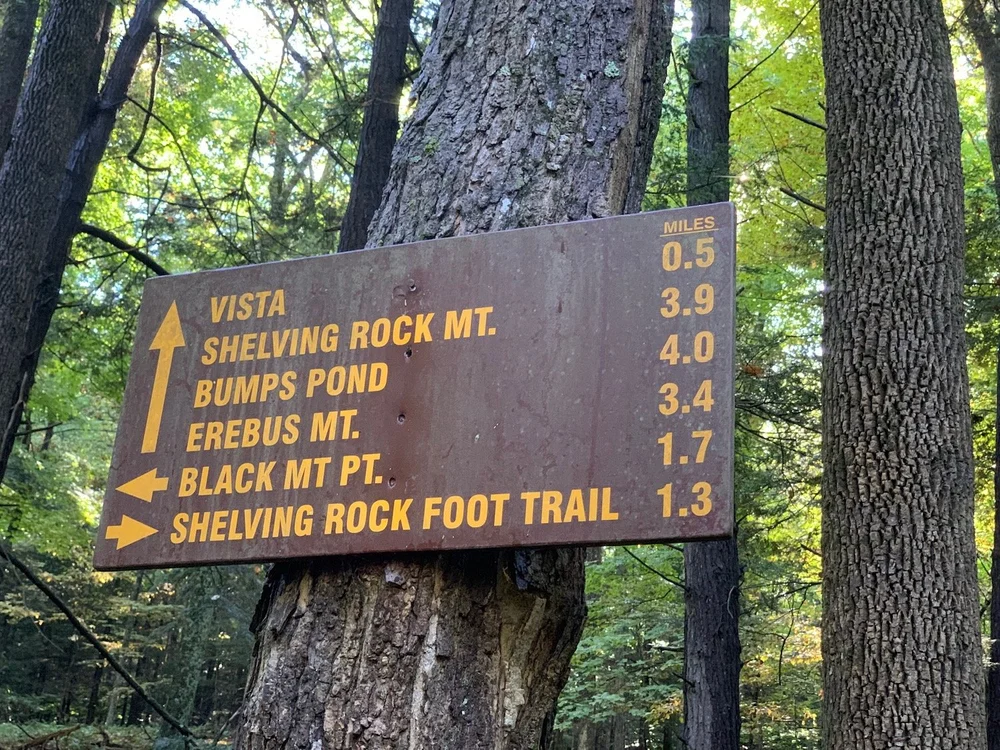 MILES
VISTA 0.5
SHELVING ROCK MT. 3.9
BUMPS POND 4.0
EREBUS MT. 3.4
BLACK MT PT. 1.7
SHELVING ROCK FOOT TRAIL 1.3